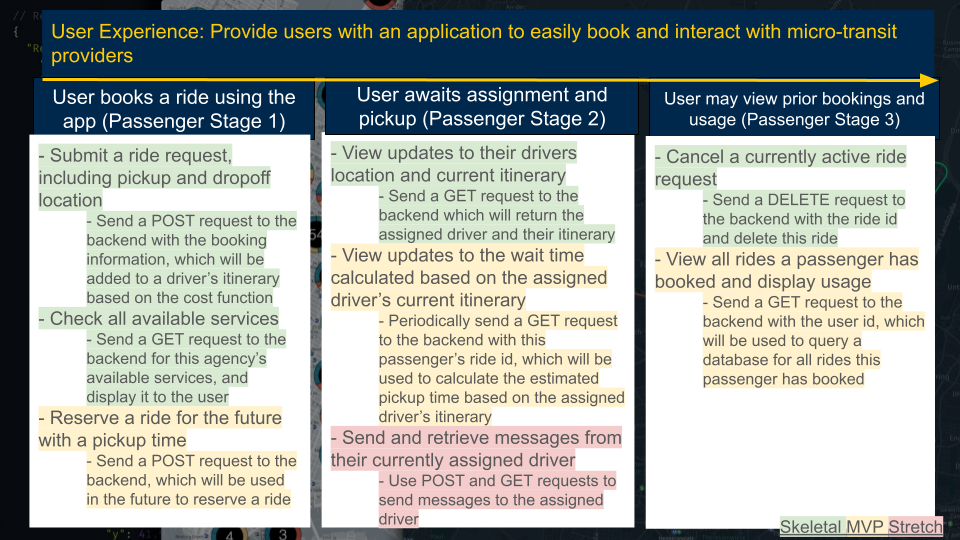 // R
{
"R
User Experience: Provide users with an application to easily book and interact with micro-transit
providers
User books a ride using the
app (Passenger Stage 1)
- Submit a ride request,
including pickup and dropoff
location
- Send a POST request to the
backend with the booking
information, which will be
added to a driver’s itinerary
based on the cost function
- Check all available services
- Send a GET request to the
backend for this agency’s
available services, and
display it to the user
- Reserve a ride for the future
with a pickup time
- Send a POST request to the
backend, which will be used
in the future to reserve a ride
User awaits assignment and
pickup (Passenger Stage 2)
- View updates to their drivers
location and current itinerary
- Send a GET request to the
backend which will return the
assigned driver and their itinerary
- View updates to the wait time
calculated based on the assigned
driver’s current itinerary
- Periodically send a GET request
to the backend with this
passenger’s ride id, which will be
used to calculate the estimated
pickup time based on the assigned
driver’s itinerary
- Send and retrieve messages from
their currently assigned driver
- Use POST and GET requests to
send messages to the assigned
driver
User may view prior bookings and
usage (Passenger Stage 3)
- Cancel a currently active ride
request
- Send a DELETE request to
the backend with the ride id
and delete this ride
- View all rides a passenger has
booked and display usage
- Send a GET request to the
backend with the user id, which
will be used to query a
database for all rides this
passenger has booked
Skeletal MVP Stretch
54
"y": 4
4
3